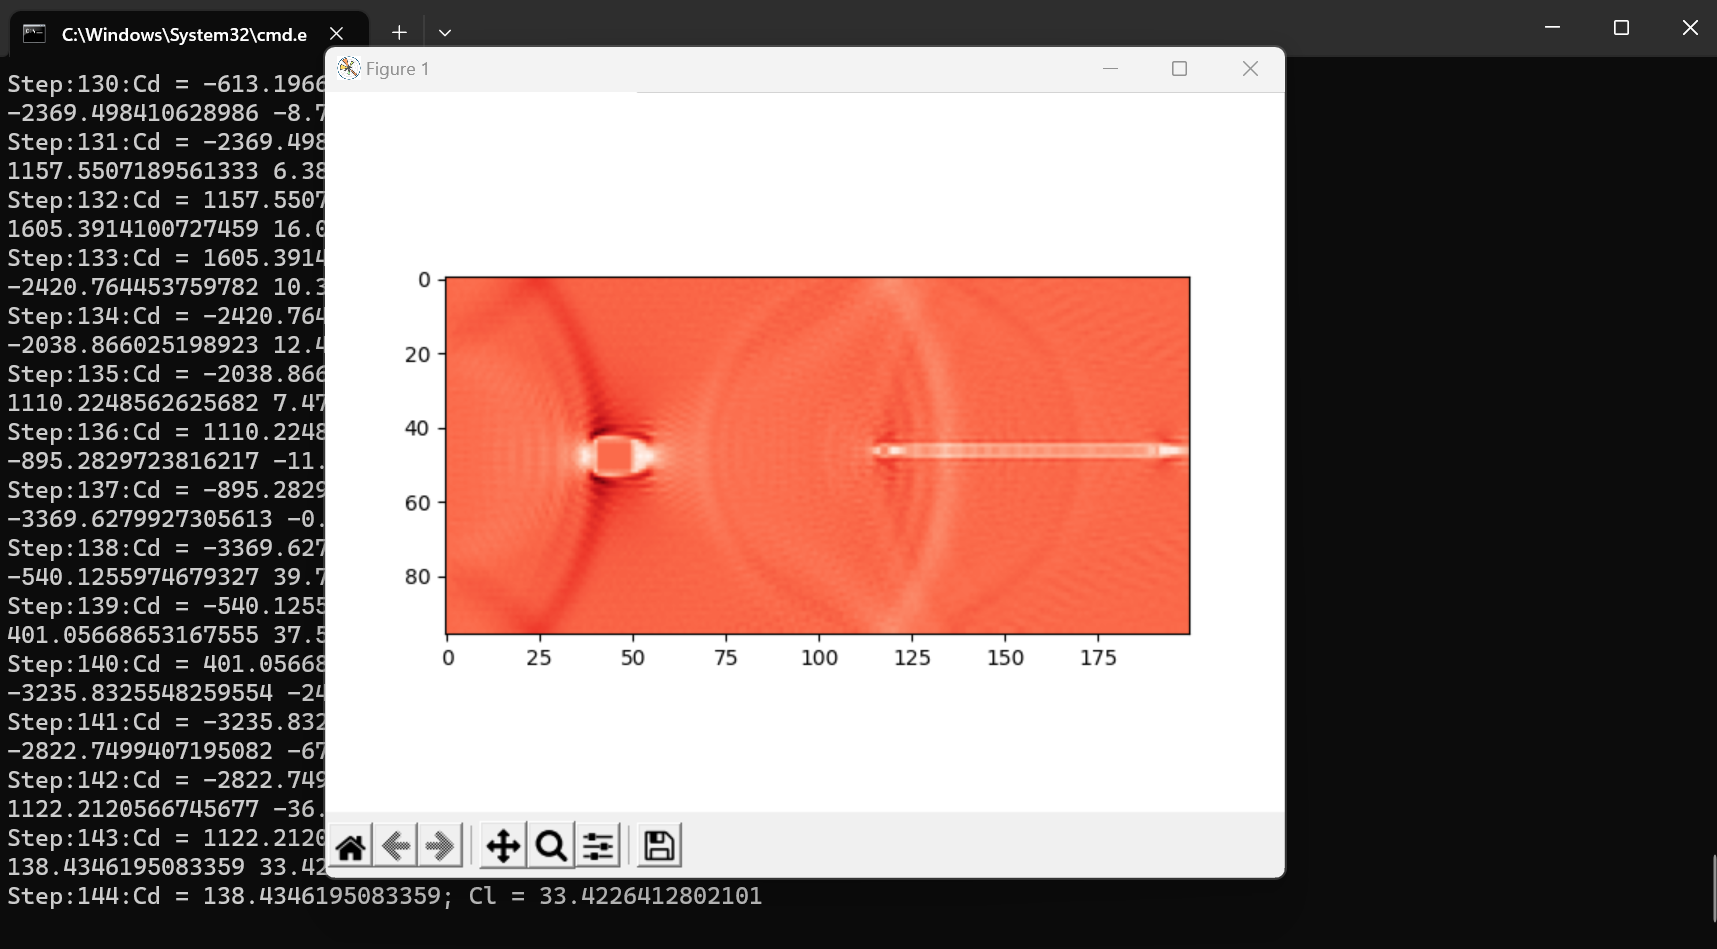 C:\Windows\System32\cmd.e
Figure 1
Step:130:Cd = -613.1966
-2369.498410628986 -8.7
Step:131:Cd = -2369.498
1157.5507189561333 6.38
Step:132:Cd = 1157.5507
1605.3914100727459 16.0
Step:133:Cd = 1605.3914
-2420.764453759782 10.3
Step:134:Cd = -2420.764
-2038.866025198923 12.4
Step:135:Cd = -2038.866
1110.2248562625682 7.47
Step:136:Cd = 1110.2248
-895.2829723816217 -11.
Step:137:Cd = -895.2829
-3369.6279927305613 -0.
Step:138:Cd = -3369.627
-540.1255974679327 39.7
Step:139:Cd = -540.1255
401.05668653167555 37.5
Step:140:Cd = 401.05668
-3235.8325548259554 -24
Step:141:Cd = -3235.832
-2822.7499407195082 -67
Step:142:Cd = -2822.749
1122.2120566745677 -36.
Step:143:Cd = 1122.2120
138.4346195083359 33.42
Step:144:Cd = 138.4346195083359; Cl = 33.4226412802101
0
20
40
60
80
0 25 50 75 100 125 150 175